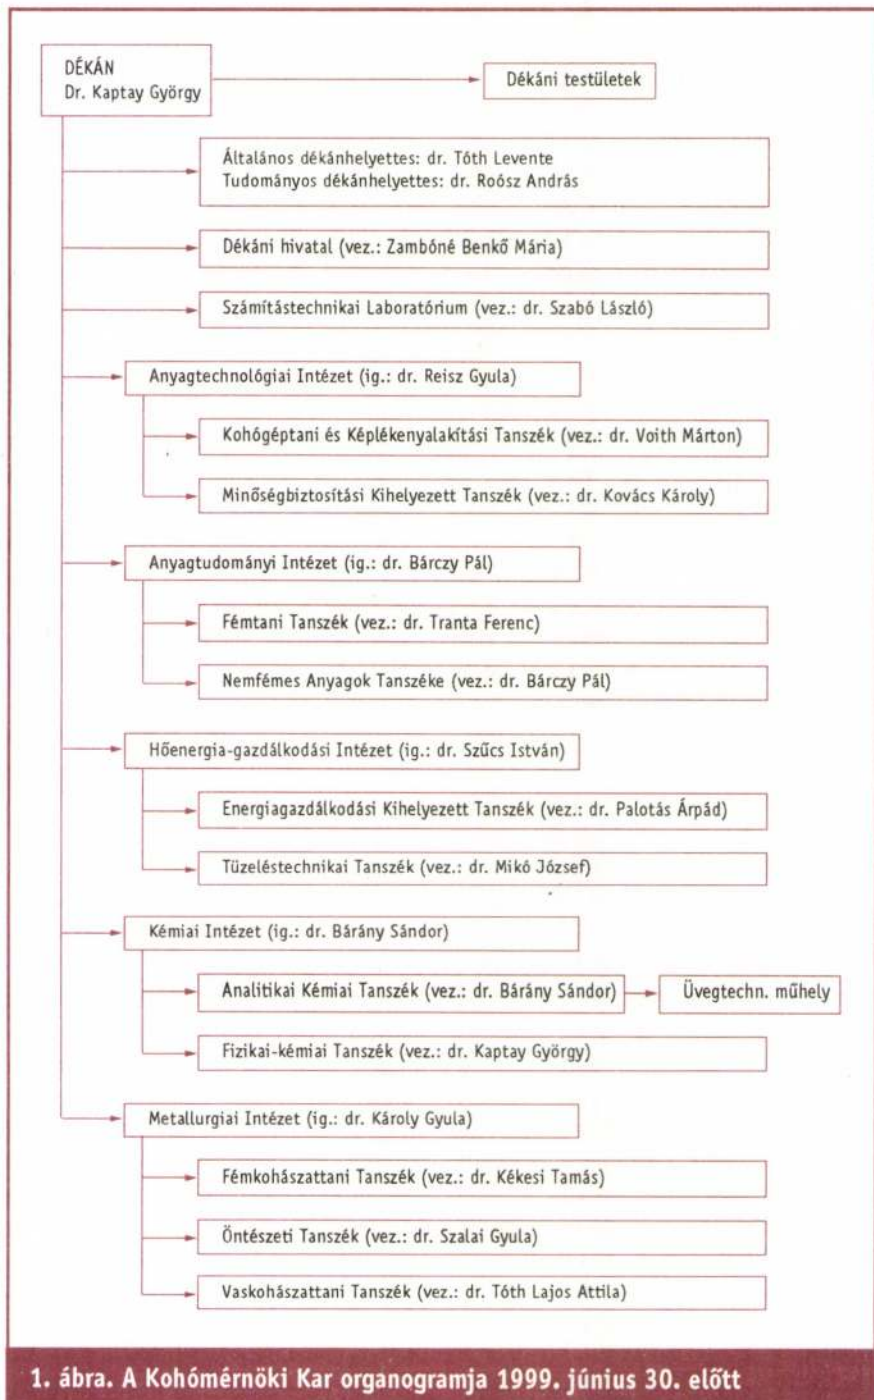 DÉKÁN
Dr. Kaptay György
Dékáni testületek
Általános dékánhelyettes: dr. Tóth Levente
Tudományos dékánhelyettes: dr. Roósz András
Dékáni hivatal (vez.: Zambóné Benkő Mária)
Számítástechnikai Laboratórium (vez.: dr. Szabó László)
Anyagtechnológiai Intézet (ig.: dr. Reisz Gyula)
Kohógéptani és Képlékenyalakítási Tanszék (vez.: dr. Voith Márton)
Minőségbiztosítási Kihelyezett Tanszék (vez.: dr. Kovács Károly)
Anyagtudományi Intézet (ig.: dr. Bárczy Pál)
Fémtani Tanszék (vez.: dr. Tranta Ferenc)
Nemfémes Anyagok Tanszéke (vez.: dr. Bárczy Pál)
Hőenergia-gazdálkodási Intézet (ig.: dr. Szűcs István)
Energiagazdálkodási Kihelyezett Tanszék (vez.: dr. Palotás Árpád)
Tüzeléstechnikai Tanszék (vez.: dr. Mikó József)
Kémiai Intézet (ig.: dr. Bárány Sándor)
Analitikai Kémiai Tanszék (vez.: dr. Bárány Sándor)
Üvegtechn. műhely
Fizikai-kémiai Tanszék (vez.: dr. Kaptay György)
Metallurgiai Intézet (ig.: dr. Károly Gyula)
Fémkohászattani Tanszék (vez.: dr. Kékesi Tamás)
Öntészeti Tanszék (vez.: dr. Szalai Gyula)
Vaskohászattani Tanszék (vez.: dr. Tóth Lajos Attila)
1. ábra. A Kohómérnöki Kar organogramja 1999. június 30. előtt